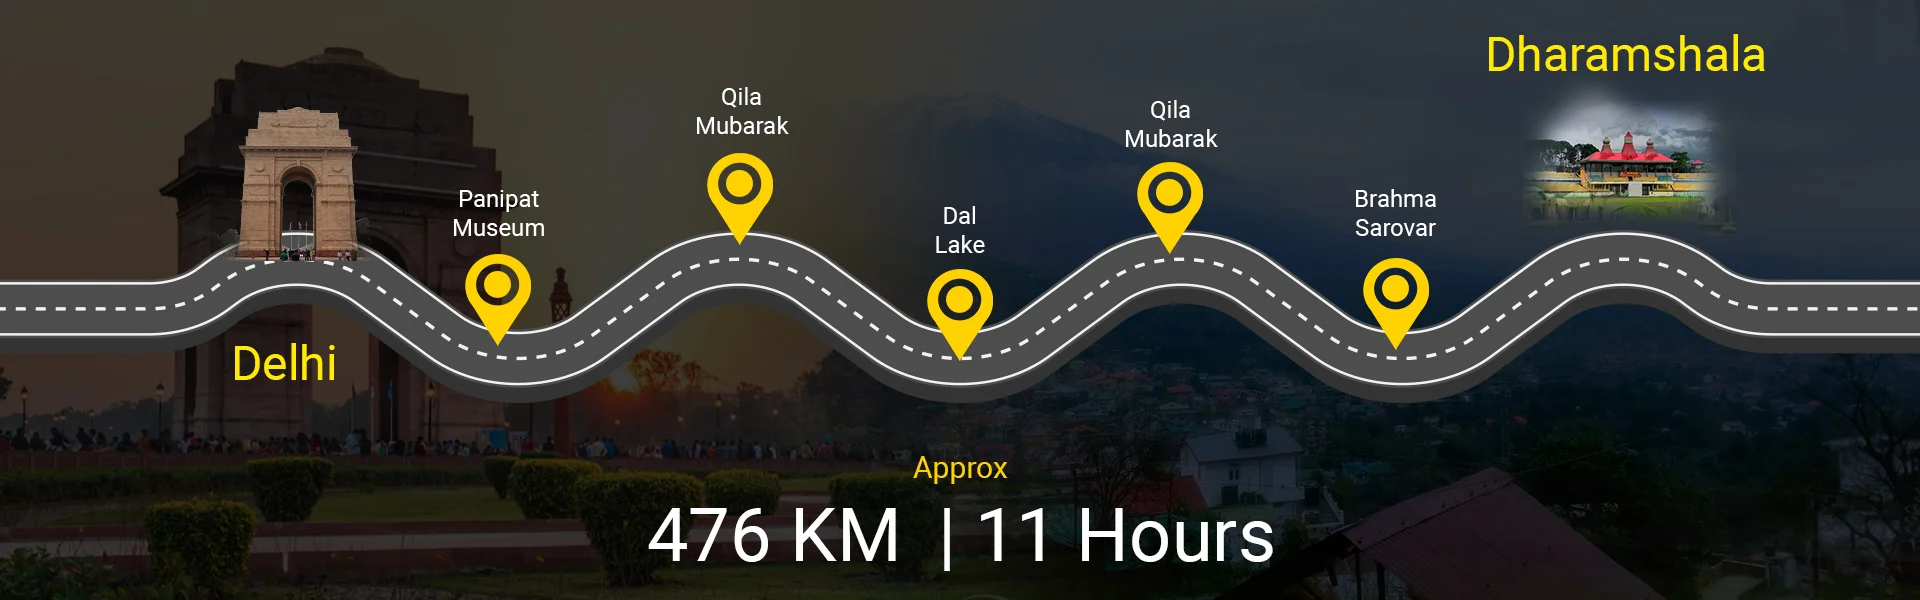 Delhi
Panipat
Museum
Qila
Mubarak
Dal
Lake
Qila
Mubarak
Brahma
Sarovar
Dharamshala
Approx
476 KM | 11 Hours